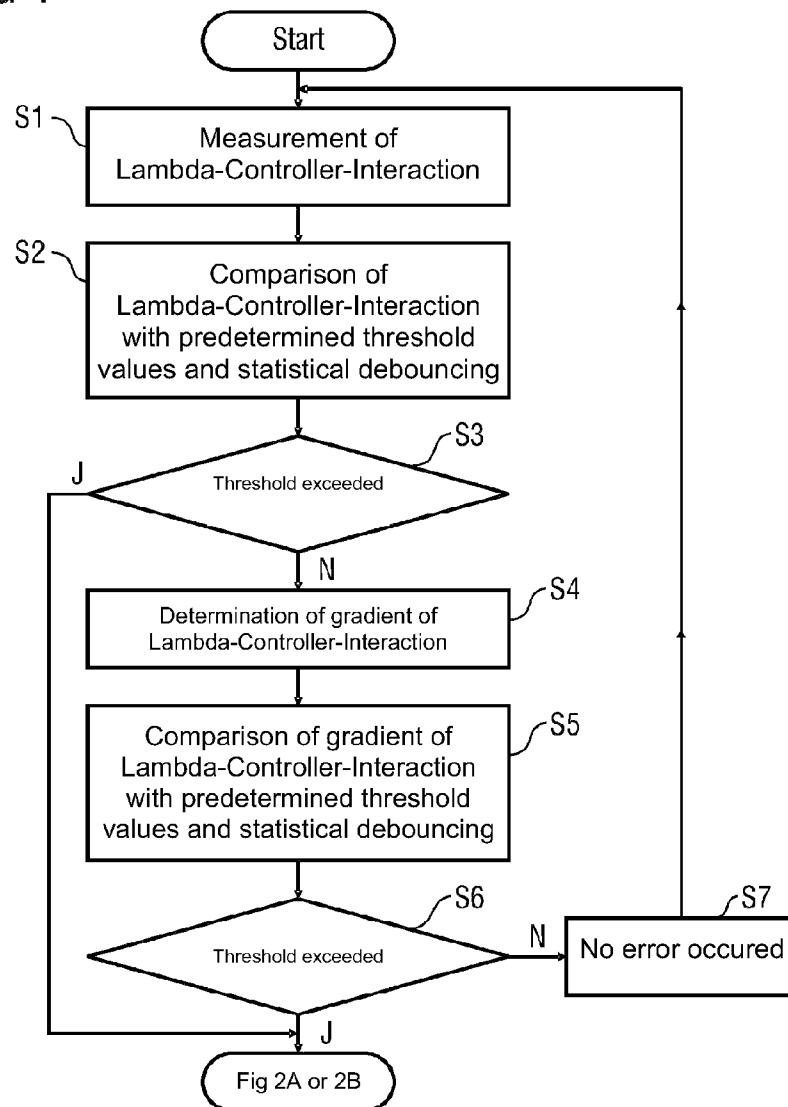 Start
S1
Measurement of
Lambda-Controller-Interaction
S2
Comparison of
Lambda-Controller-Interaction
with predetermined threshold
values and statistical debouncing
S3
J
Threshold exceeded
N
S4
Determination of gradient of
Lambda-Controller-Interaction
S5
Comparison of gradient of
Lambda-Controller-Interaction
with predetermined threshold
values and statistical debouncing
S6
S7
Threshold exceeded
N
No error occured
J
Fig 2A or 2B